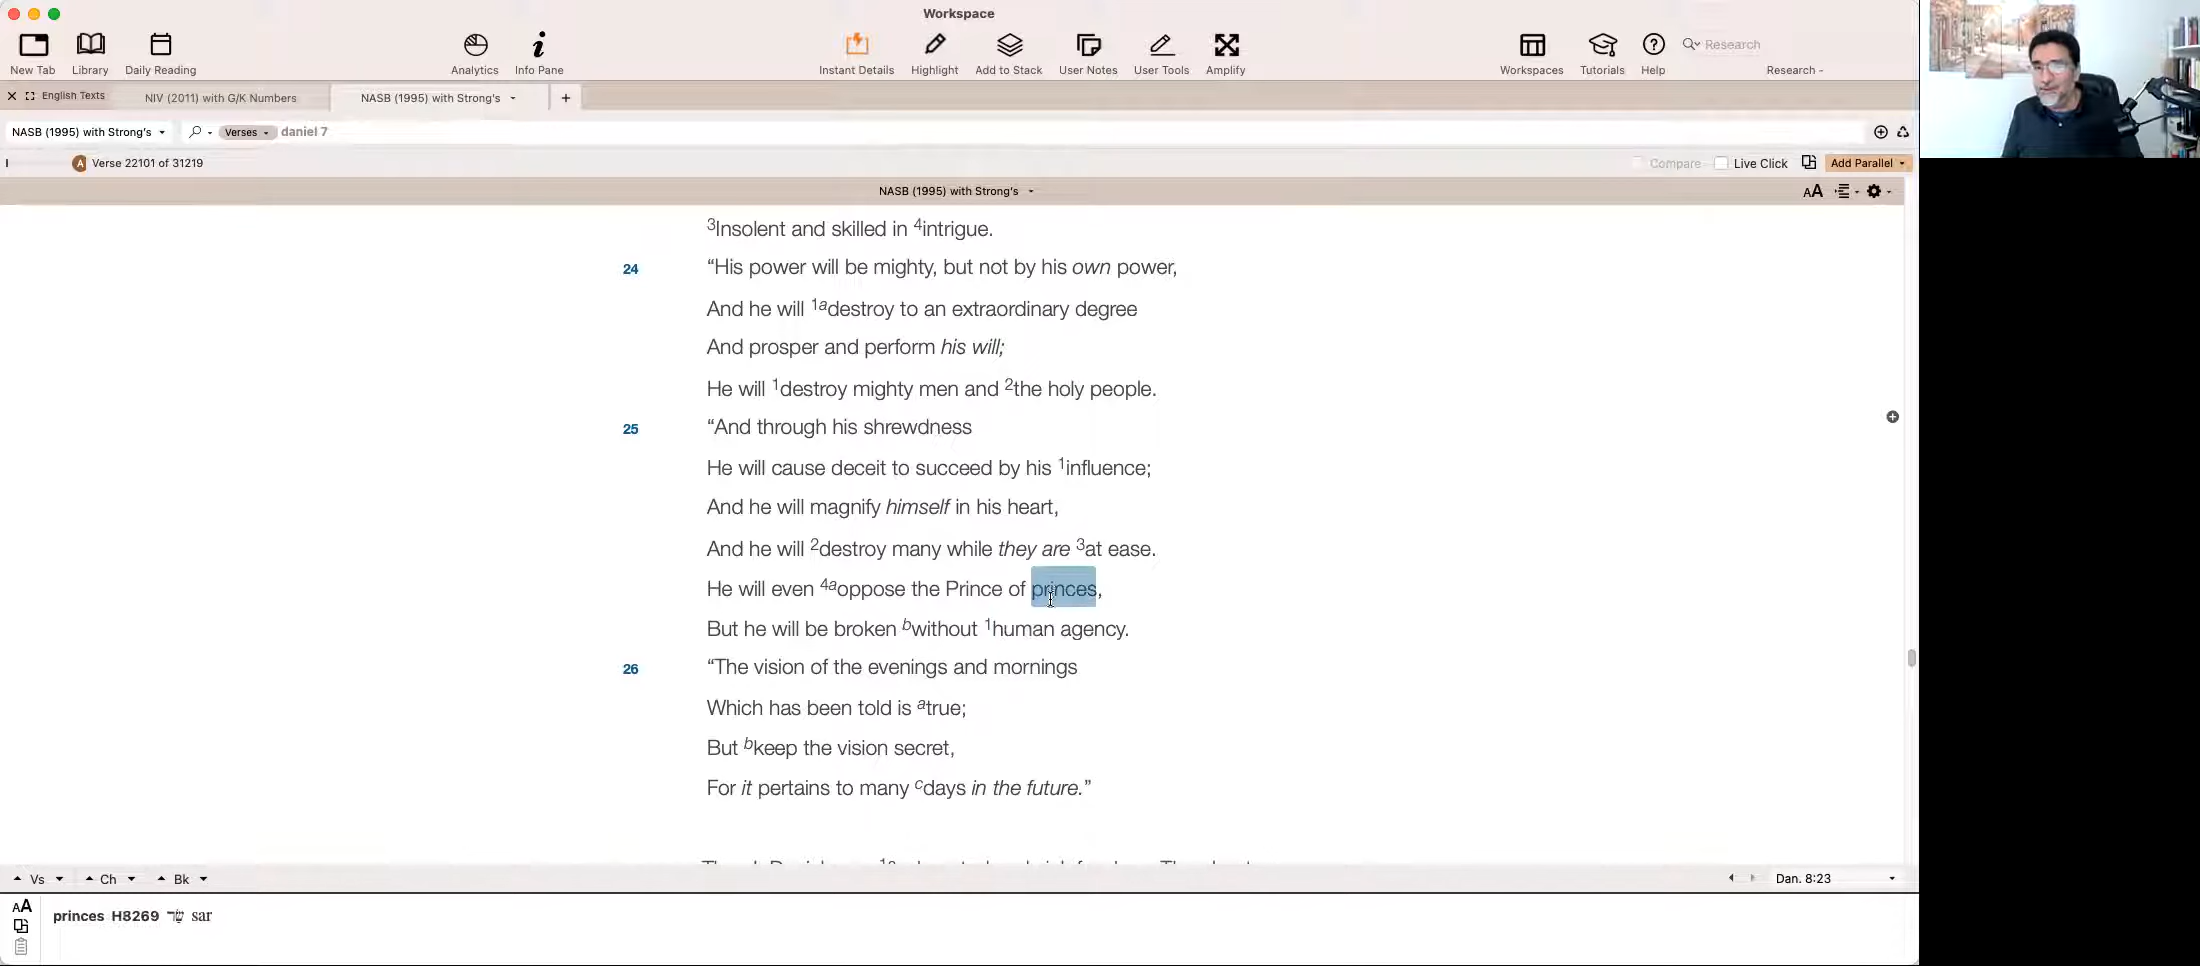 Workspace
New Tab
Library
Daily Reading
Analytics
Info Pane
Instant Details
Highlight
Add to Stack
User Notes
User Tools
Amplify
Workspaces
Tutorials
Help
Research
Research
English Texts
NIV (2011) with G/K Numbers
NASB (1995) with Strong's
NASB (1995) with Strong's
Verses
daniel 7
A Verse 22101 of 31219
Compare
Live Click
Add Parallel
NASB (1995) with Strong's
AA
3Insolent and skilled in 4intrigue.
24 “His power will be mighty, but not by his own power,
And he will 1adestroy to an extraordinary degree
And prosper and perform his will;
He will 1destroy mighty men and 2the holy people.
25 “And through his shrewdness
He will cause deceit to succeed by his 1influence;
And he will magnify himself in his heart,
And he will 2destroy many while they are 3at ease.
He will even 4aoppose the Prince of princes,
But he will be broken bwithout 1human agency.
26 “The vision of the evenings and mornings
Which has been told is atrue;
But bkeep the vision secret,
For it pertains to many cdays in the future.”
Vs
Ch
Bk
Dan. 8:23
AA
princes H8269 שַׂר sar